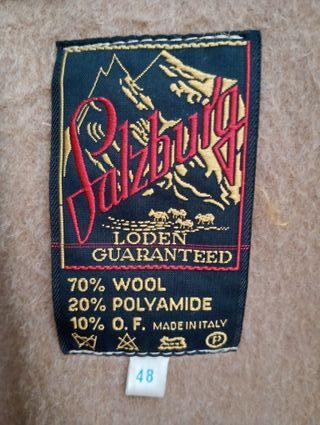 Salzburg
LODEN
GUARANTEED
70% WOOL
20% POLYAMIDE
10% O.F. MADE IN ITALY
P
48